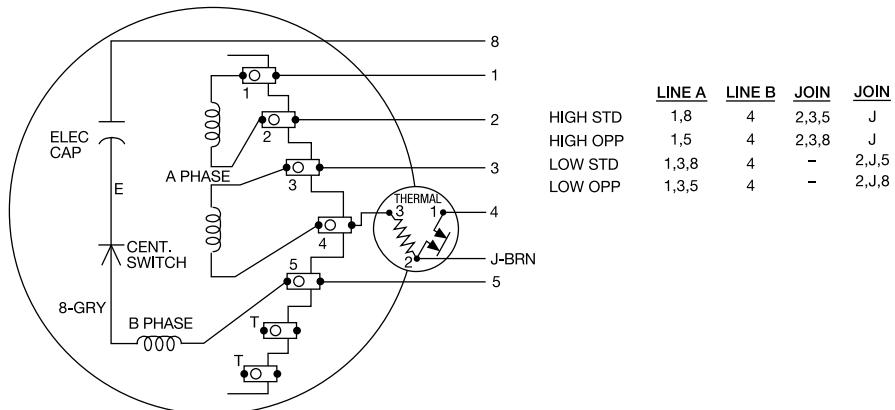 8
1
1
2
2
3
3
ELEC
CAP
A PHASE
E
THERMAL
3 1
4
4
2
J-BRN
CENT.
SWITCH
5
5
8-GRY
B PHASE
T
T
LINE A LINE B JOIN JOIN
HIGH STD 1,8 4 2,3,5 J
HIGH OPP 1,5 4 2,3,8 J
LOW STD 1,3,8 4 – 2,J,5
LOW OPP 1,3,5 4 – 2,J,8